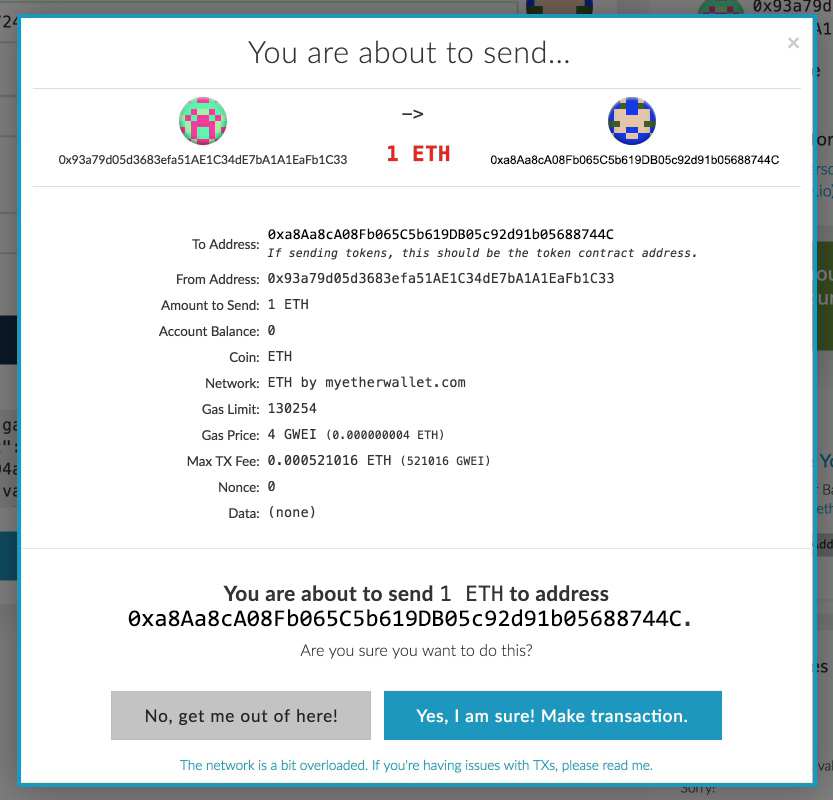 You are about to send...
×
->
0x93a79d05d3683efa51AE1C34dE7bA1A1EaFb1C33
1 ETH
0xa8Aa8cA08Fb065C5b619DB05c92d91b05688744C
To Address: 0xa8Aa8cA08Fb065C5b619DB05c92d91b05688744C
If sending tokens, this should be the token contract address.
From Address: 0x93a79d05d3683efa51AE1C34dE7bA1A1EaFb1C33
Amount to Send: 1 ETH
Account Balance: 0
Coin: ETH
Network: ETH by myetherwallet.com
Gas Limit: 130254
Gas Price: 4 GWEI (0.000000004 ETH)
Max TX Fee: 0.000521016 ETH (521016 GWEI)
Nonce: 0
Data: (none)
You are about to send 1 ETH to address
0xa8Aa8cA08Fb065C5b619DB05c92d91b05688744C.
Are you sure you want to do this?
No, get me out of here!
Yes, I am sure! Make transaction.
The network is a bit overloaded. If you're having issues with TXs, please read me.
0x93a79d
Sorry!